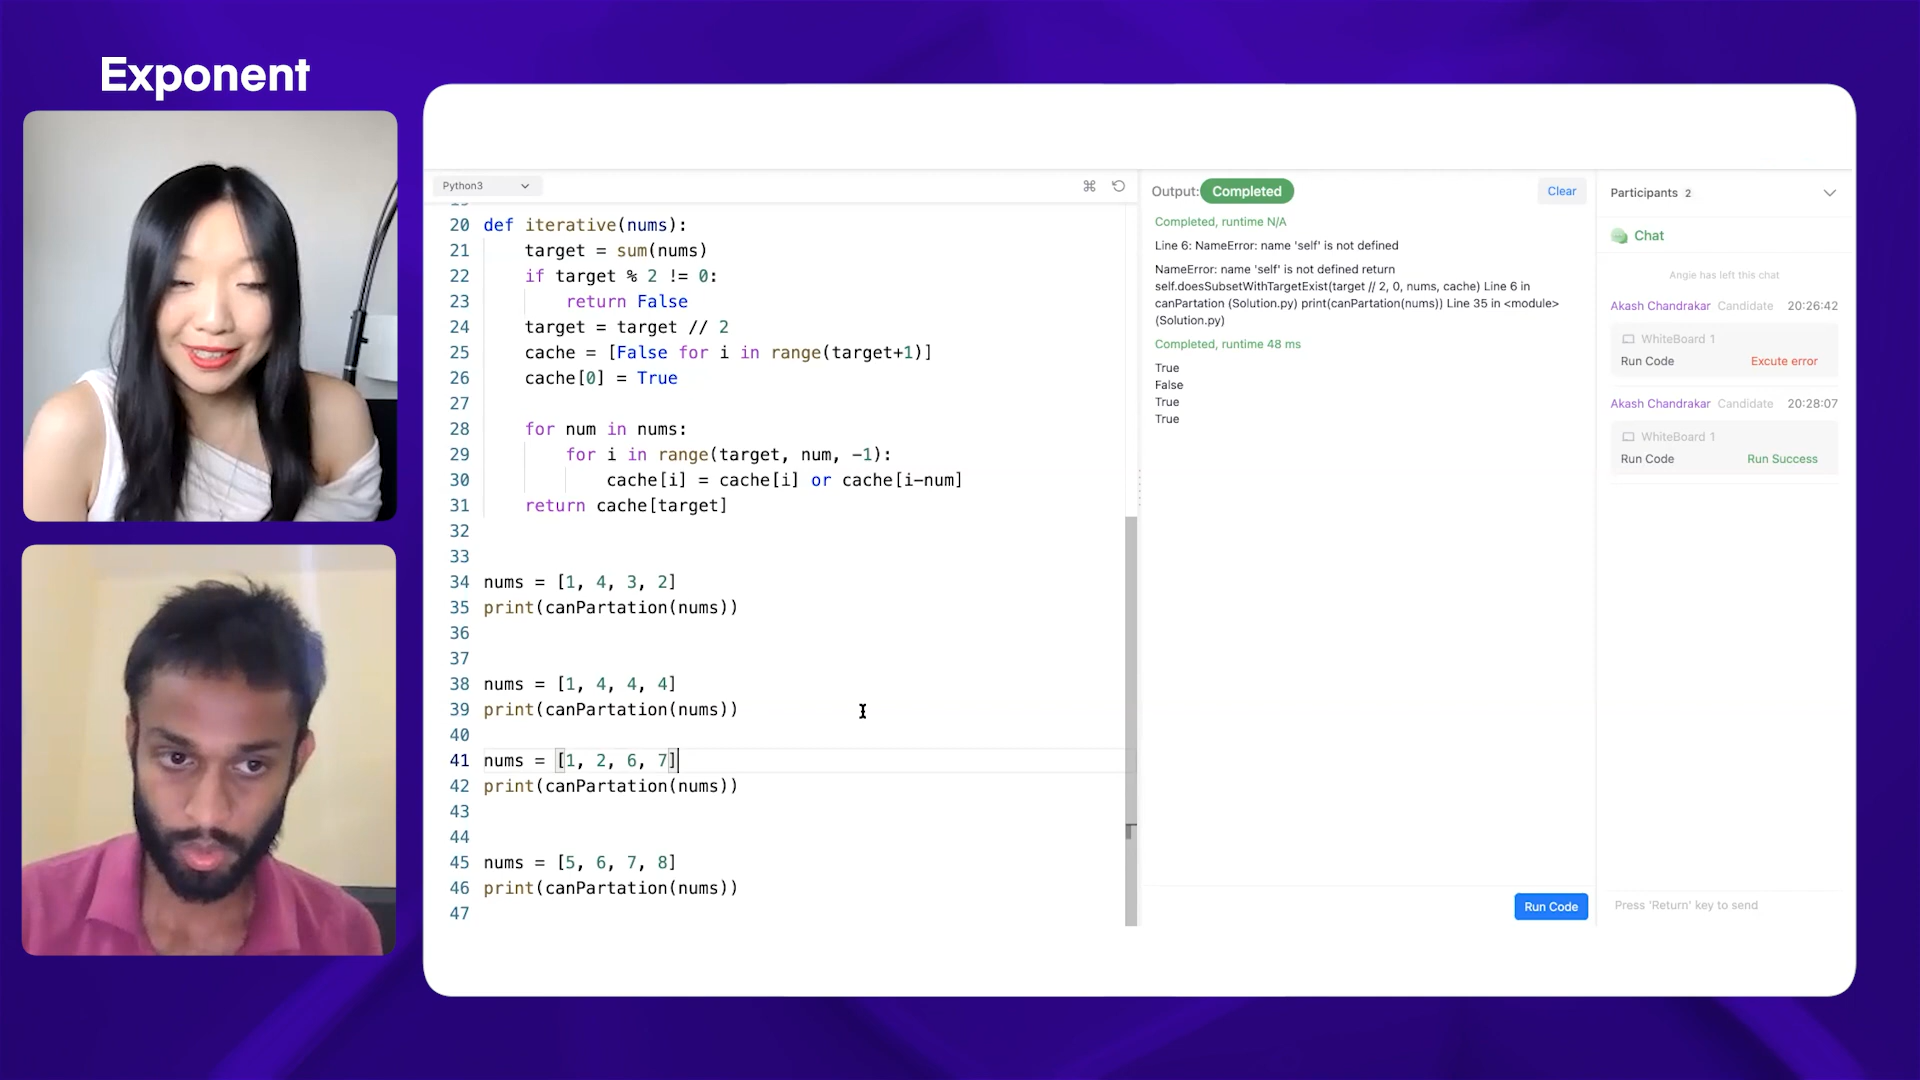 Exponent
Python3
20 def iterative(nums):
21 target = sum(nums)
22 if target % 2 != 0:
23 return False
24 target = target // 2
25 cache = [False for i in range(target+1)]
26 cache[0] = True
27
28 for num in nums:
29 for i in range(target, num, -1):
30 cache[i] = cache[i] or cache[i-num]
31 return cache[target]
32
33
34 nums = [1, 4, 3, 2]
35 print(canPartation(nums))
36
37
38 nums = [1, 4, 4, 4]
39 print(canPartation(nums))
40
41 nums = [1, 2, 6, 7]
42 print(canPartation(nums))
43
44
45 nums = [5, 6, 7, 8]
46 print(canPartation(nums))
47
Output: Completed
Clear
Completed, runtime N/A
Line 6: NameError: name 'self' is not defined
NameError: name 'self' is not defined return
self.doesSubsetWithTargetExist(target // 2, 0, nums, cache) Line 6 in
canPartation (Solution.py) print(canPartation(nums)) Line 35 in <module>
(Solution.py)
Completed, runtime 48 ms
True
False
True
True
Run Code
Participants 2
Chat
Angie has left this chat
Akash Chandrakar Candidate 20:26:42
WhiteBoard 1
Run Code Excute error
Akash Chandrakar Candidate 20:28:07
WhiteBoard 1
Run Code Run Success
Press 'Return' key to send